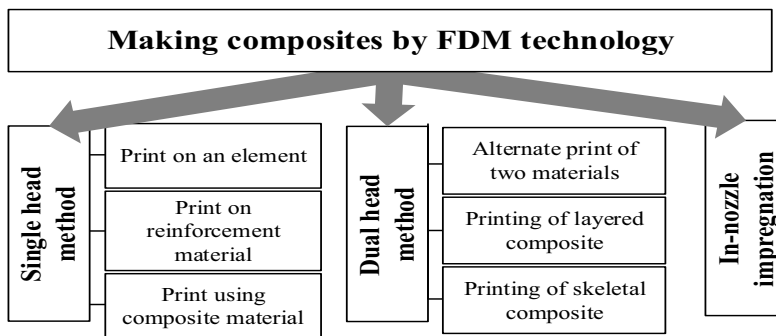 Making composites by FDM technology
Single head
method
Print on an element
Print on
reinforcement
material
Print using
composite material
Dual head
method
Alternate print of
two materials
Printing of layered
composite
Printing of skeletal
composite
In-nozzle
impregnation